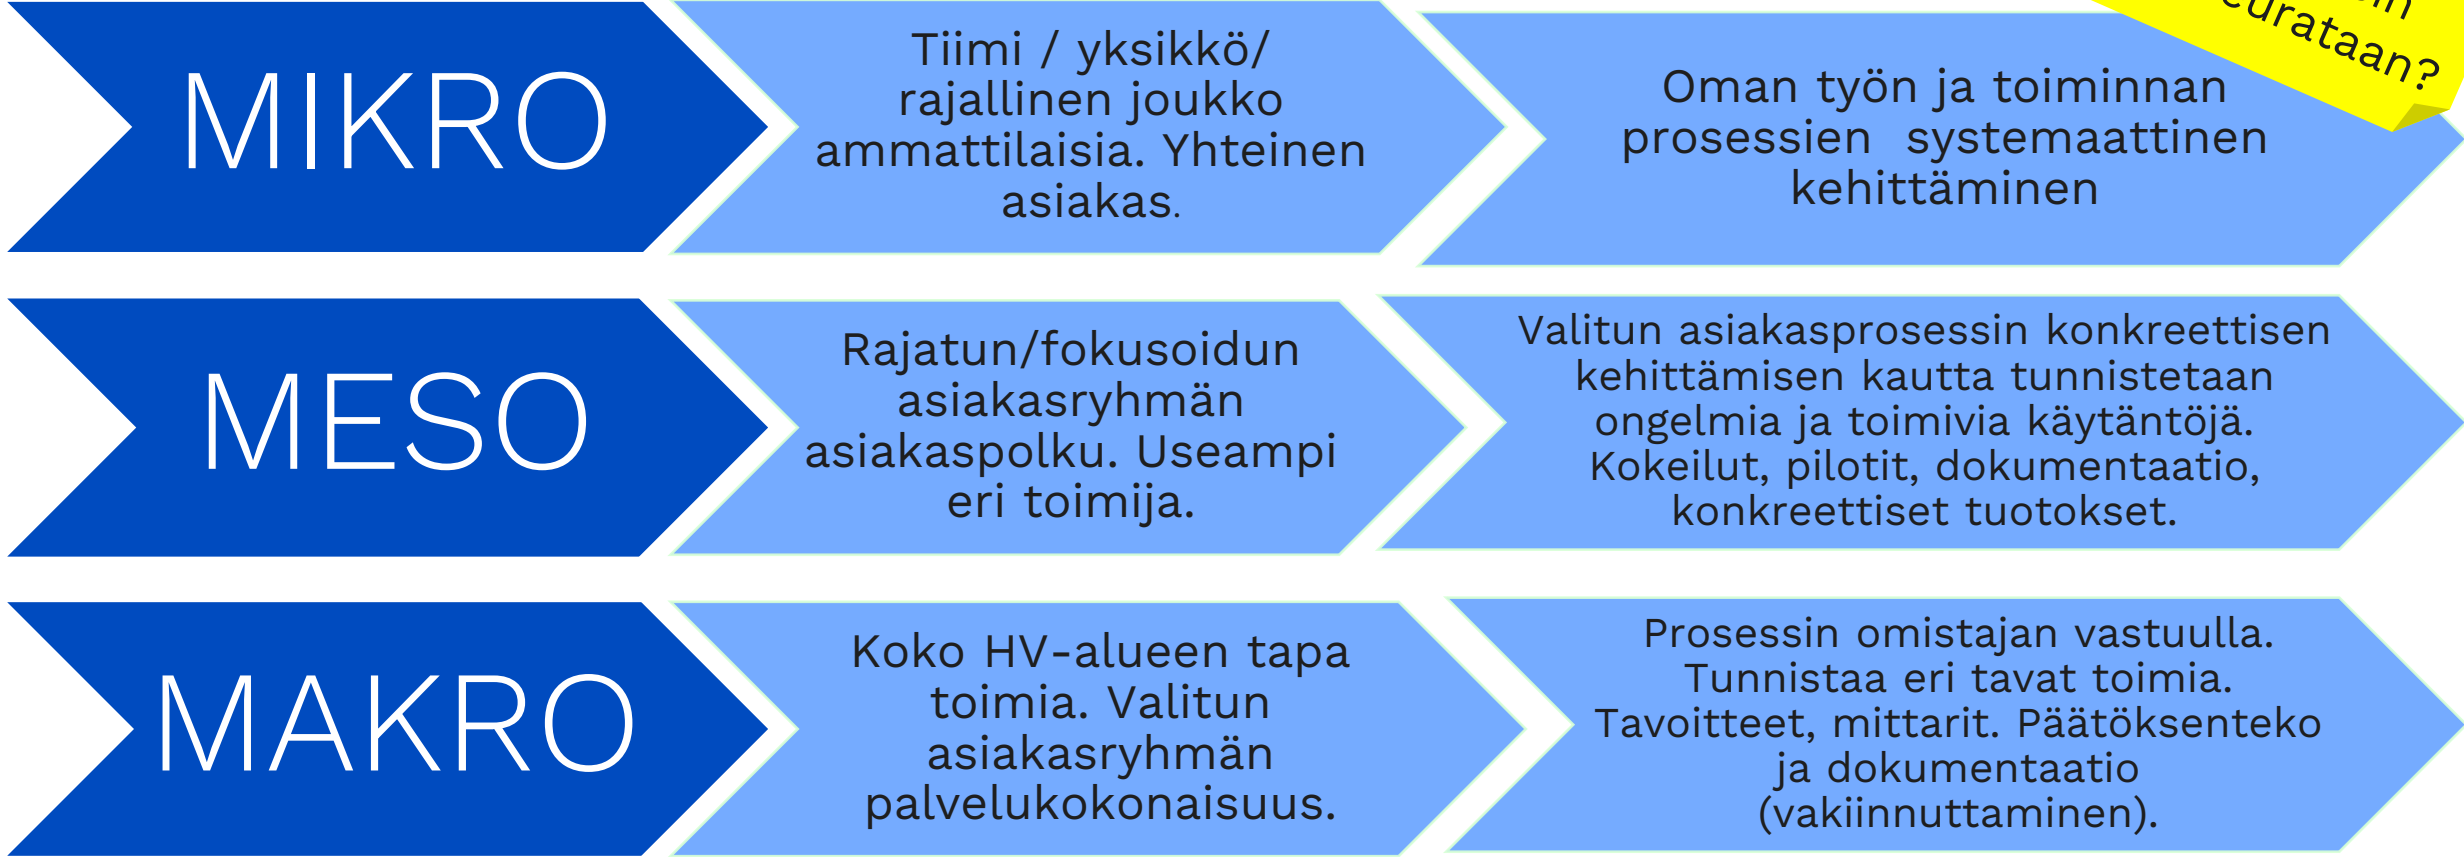 MIKRO
Tiimi / yksikkö/
rajallinen joukko
ammattilaisia. Yhteinen
asiakas.
Oman työn ja toiminnan
prosessien systemaattinen
kehittäminen
MESO
Rajatun/fokusoidun
asiakasryhmän
asiakaspolku. Useampi
eri toimija.
Valitun asiakasprosessin konkreettisen
kehittämisen kautta tunnistetaan
ongelmia ja toimivia käytäntöjä.
Kokeilut, pilotit, dokumentaatio,
konkreettiset tuotokset.
MAKRO
Koko HV-alueen tapa
toimia. Valitun
asiakasryhmän
palvelukokonaisuus.
Prosessin omistajan vastuulla.
Tunnistaa eri tavat toimia.
Tavoitteet, mittarit. Päätöksenteko
ja dokumentaatio
(vakiinnuttaminen).